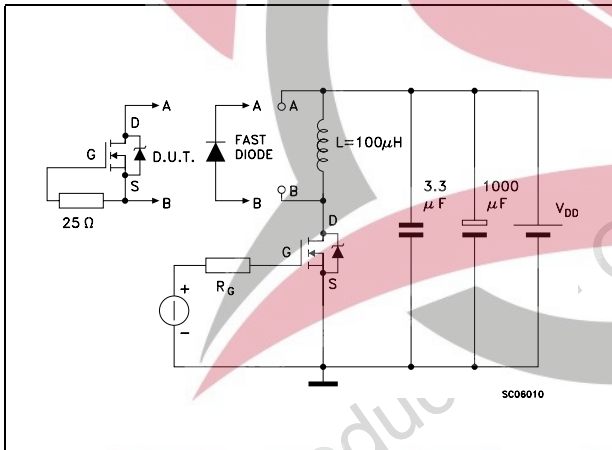 A A A
D
FAST
DIODE
L=100μH
G D.U.T.
S
B B B
25 Ω
3.3
μF
1000
μF
VDD
D
G
S
RG
+
−
SC06010